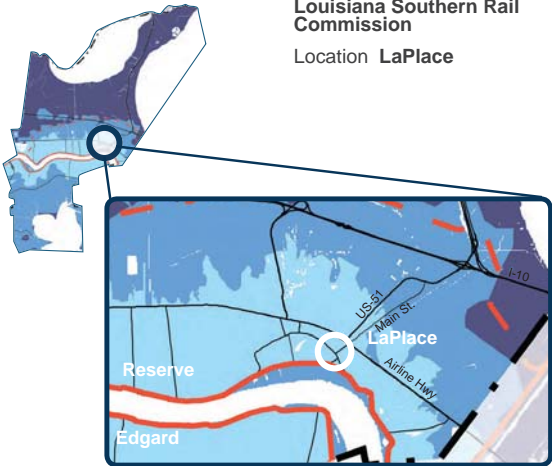 Louisiana Southern Rail
Commission
Location LaPlace
i-10
US-51
Main St.
LaPlace
Airline Hwy
Reserve
Edgard